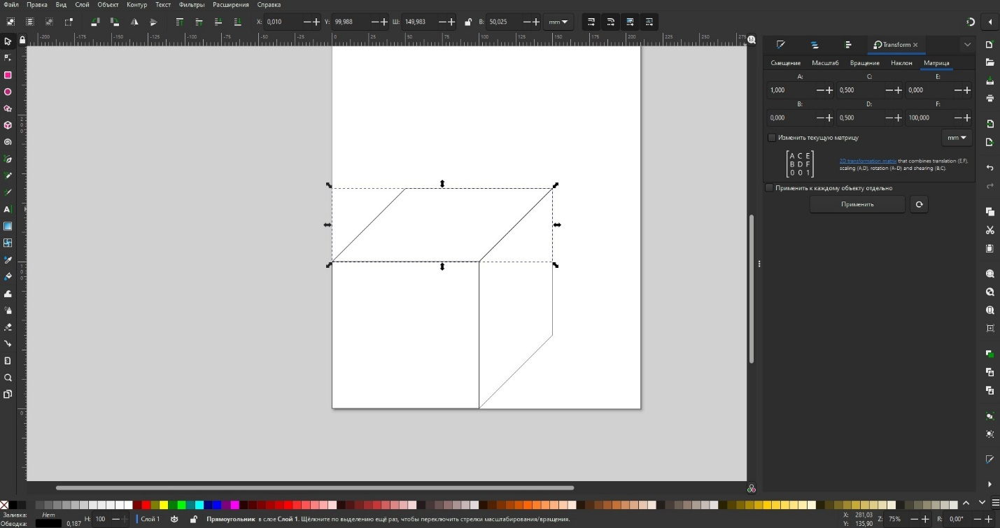 Файл Правка Вид Слой Объект Контур Текст Фильтры Расширения Справка
X: 0,010 Y: 99,988 Ш: 149,983 В: 50,025 mm
-200 -175 -150 -125 -100 -75 -50 -25 0 25 50 75 100 125 150 175 200 225 250 275
Transform
Смещение Масштаб Вращение Наклон Матрица
A: C: E:
1,000 0,500 0,000
B: D: F:
0,000 0,500 100,000
Изменить текущую матрицу mm
A C E
B D F
0 0 1
2D transformation matrix that combines translation (E,F),
scaling (A,D), rotation (A-D) and shearing (B,C).
Применить к каждому объекту отдельно
Применить
200
100
0
Заливка: Нет
Обводка: 0,187
Н: 100
Слой 1
Прямоугольник в слое Слой 1. Щёлкните по выделению ещё раз, чтобы переключить стрелки масштабирования/вращения.
X: 281,03
Y: 135,90
Z: 75%
R: 0,00°